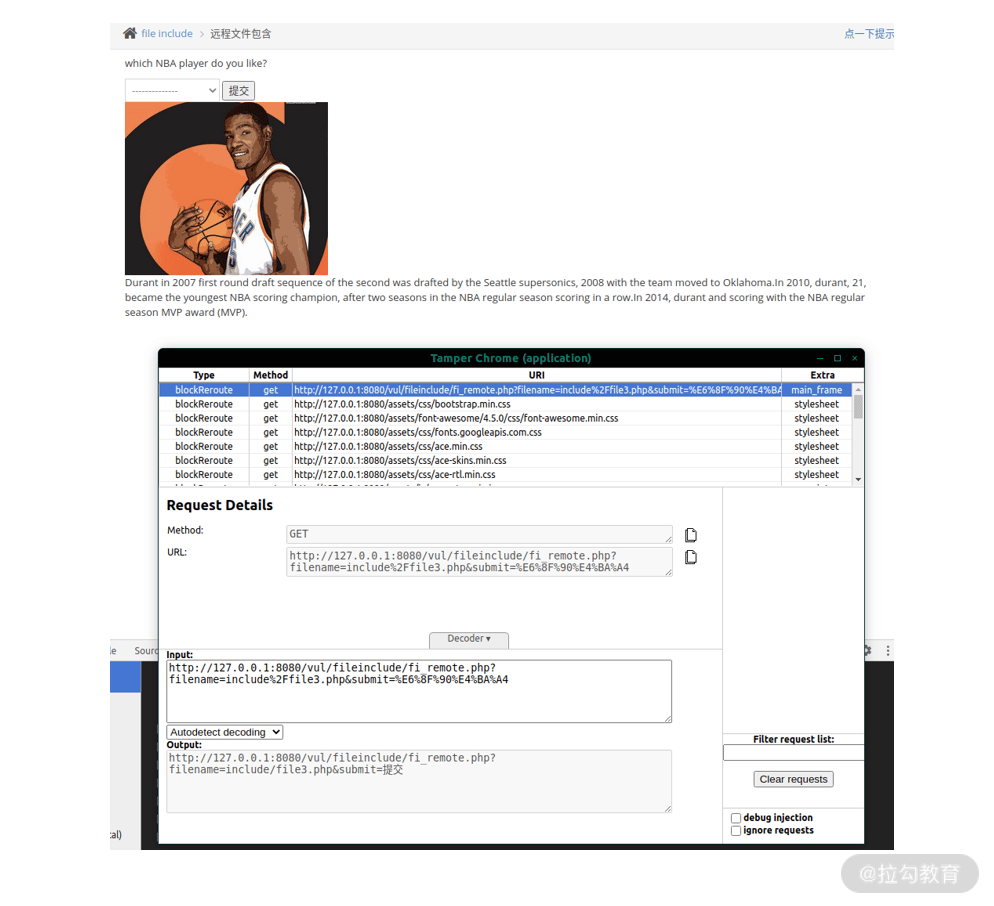 file include > 远程文件包含 点一下提示
which NBA player do you like?
-------------- 提交
Durant in 2007 first round draft sequence of the second was drafted by the Seattle supersonics, 2008 with the team moved to Oklahoma.In 2010, durant, 21,
became the youngest NBA scoring champion, after two seasons in the NBA regular season scoring in a row.In 2014, durant and scoring with the NBA regular
season MVP award (MVP).
Tamper Chrome (application)
Type Method URI Extra
blockReroute get http://127.0.0.1:8080/vul/fileinclude/fi_remote.php?filename=include%2Ffile3.php&submit=%E6%8F%90%E4%BA main_frame
blockReroute get http://127.0.0.1:8080/assets/css/bootstrap.min.css stylesheet
blockReroute get http://127.0.0.1:8080/assets/font-awesome/4.5.0/css/font-awesome.min.css stylesheet
blockReroute get http://127.0.0.1:8080/assets/css/fonts.googleapis.com.css stylesheet
blockReroute get http://127.0.0.1:8080/assets/css/ace.min.css stylesheet
blockReroute get http://127.0.0.1:8080/assets/css/ace-skins.min.css stylesheet
blockReroute get http://127.0.0.1:8080/assets/css/ace-rtl.min.css stylesheet
Request Details
Method: GET
URL: http://127.0.0.1:8080/vul/fileinclude/fi_remote.php?
filename=include%2Ffile3.php&submit=%E6%8F%90%E4%BA%A4
Decoder ▾
Sour
Input:
http://127.0.0.1:8080/vul/fileinclude/fi_remote.php?
filename=include%2Ffile3.php&submit=%E6%8F%90%E4%BA%A4
Autodetect decoding
Output:
http://127.0.0.1:8080/vul/fileinclude/fi_remote.php?
filename=include/file3.php&submit=提交
Filter request list:
Clear requests
debug injection
ignore requests
@拉勾教育